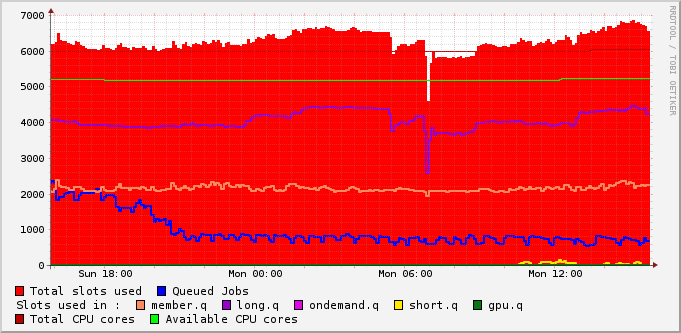 7000
6000
5000
4000
3000
2000
1000
0
Sun 18:00 Mon 00:00 Mon 06:00 Mon 12:00
Total slots used Queued Jobs
Slots used in : member.q long.q ondemand.q short.q gpu.q
Total CPU cores Available CPU cores
RRDTOOL / TOBI OETIKER